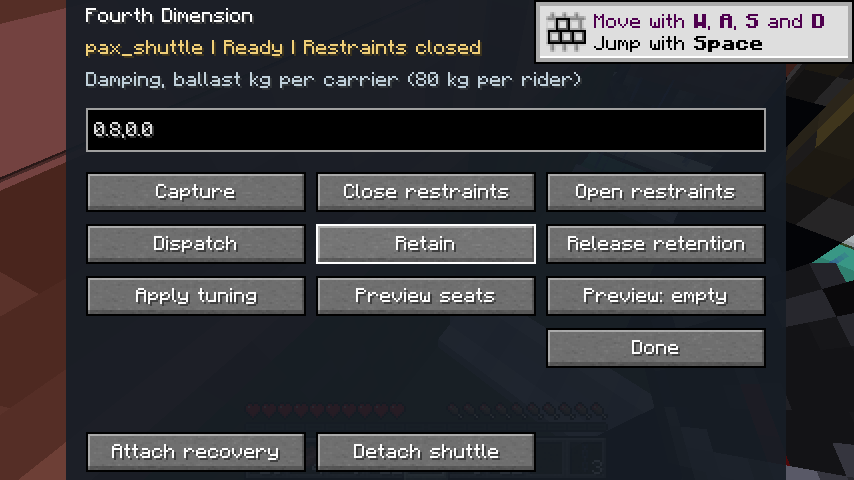 Fourth Dimension
Move with W, A, S and D
Jump with Space
pax_shuttle | Ready | Restraints closed
Damping, ballast kg per carrier (80 kg per rider)
0.8,0.0
Capture
Close restraints
Open restraints
Dispatch
Retain
Release retention
Apply tuning
Preview seats
Preview: empty
Done
Attach recovery
Detach shuttle
3